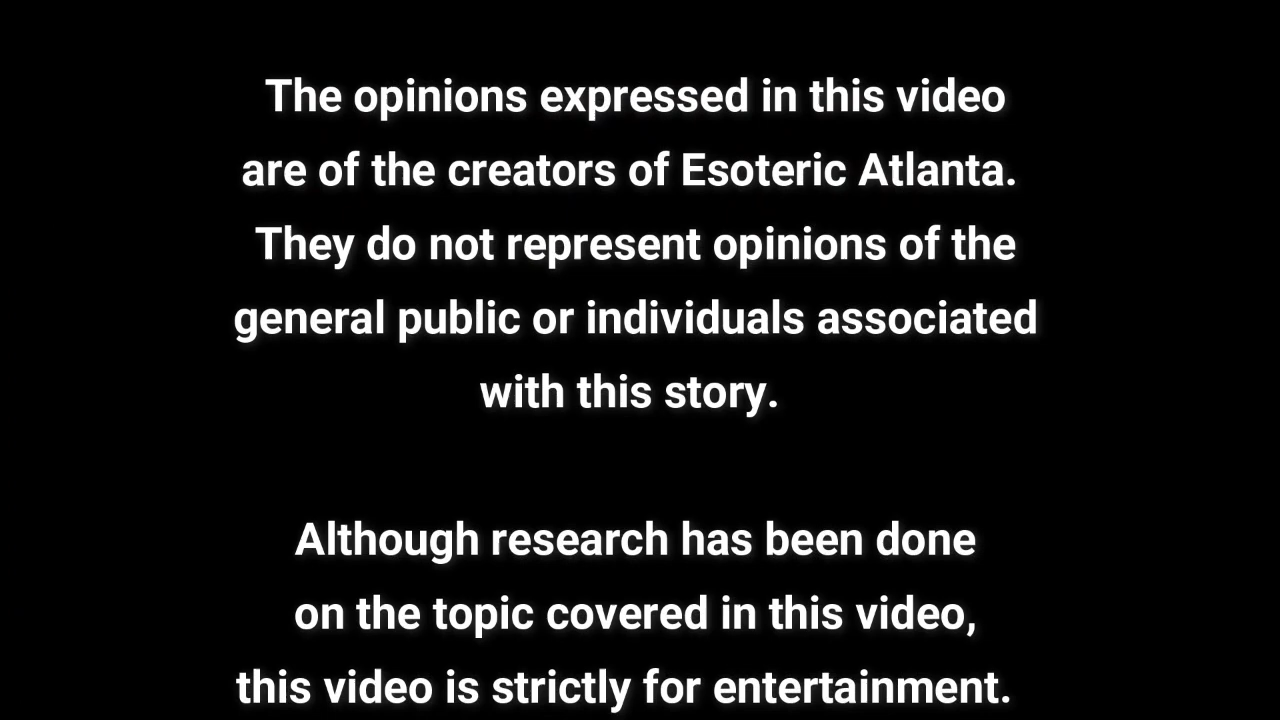 The opinions expressed in this video
are of the creators of Esoteric Atlanta.
They do not represent opinions of the
general public or individuals associated
with this story.
Although research has been done
on the topic covered in this video,
this video is strictly for entertainment.